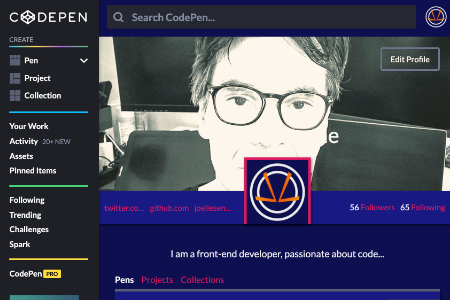 CODEPEN
Search CodePen...
CREATE
Pen
Project
Collection
Edit Profile
Your Work
Activity 20+ NEW
Assets
Pinned Items
Following
Trending
Challenges
Spark
CodePen PRO
e
twitter.co... github.com joellesen...
56 Followers 65 Following
I am a front-end developer, passionate about code...
Pens Projects Collections